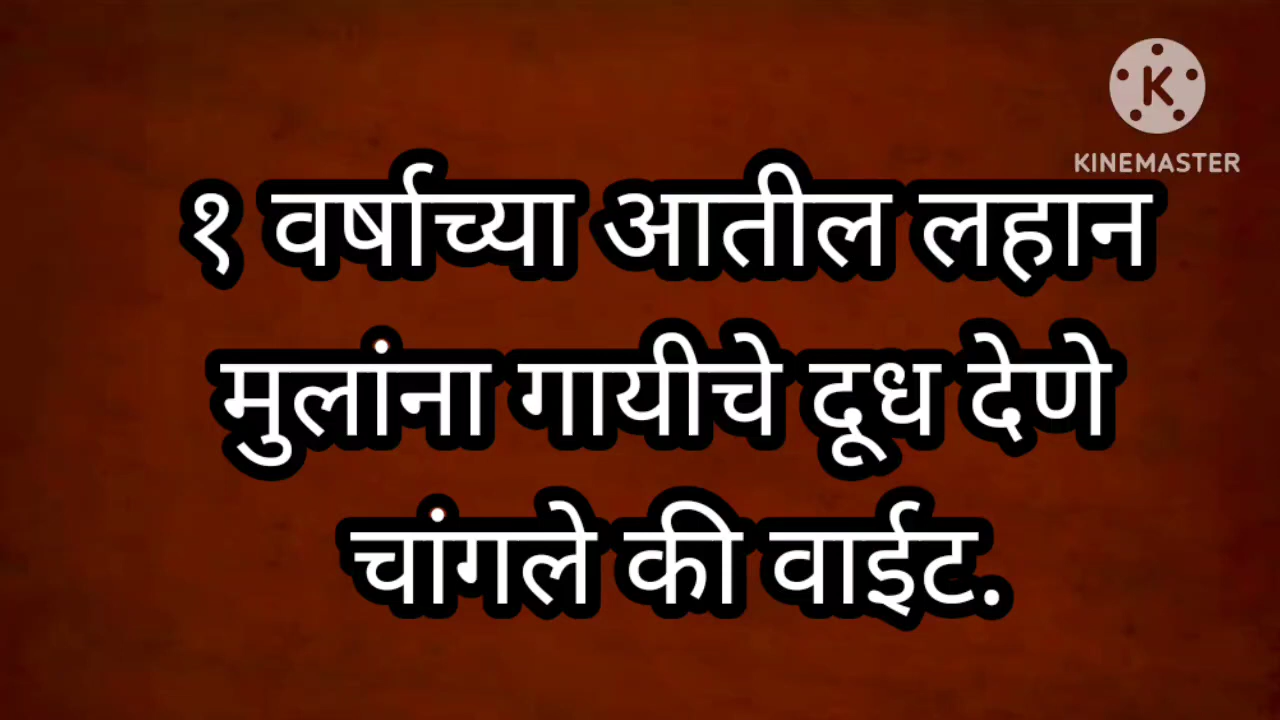 K
KINEMASTER
१ वर्षाच्या आतील लहान
मुलांना गायीचे दूध देणे
चांगले की वाईट.